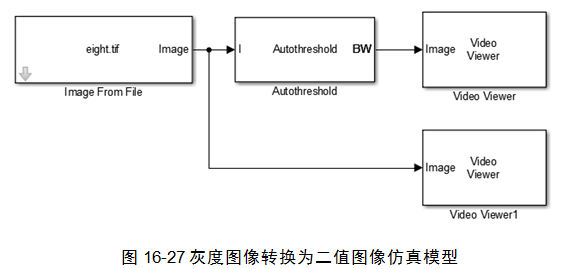 eight.tif
Image
Image From File
I
Autothreshold
BW
Autothreshold
Image
Video
Viewer
Video Viewer
Image
Video
Viewer
Video Viewer1
图 16-27 灰度图像转换为二值图像仿真模型